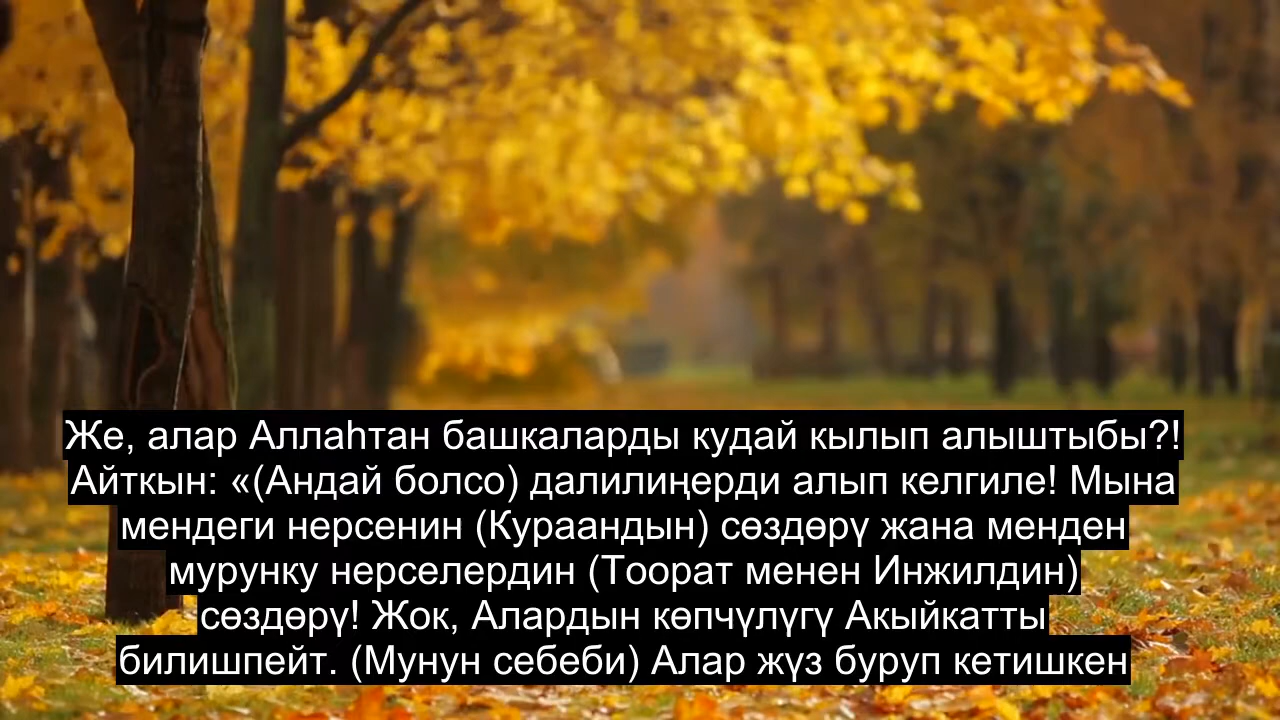 Же, алар Аллаһтан башкаларды кудай кылып алыштыбы?!
Айткын: «(Андай болсо) далилиңерди алып келгиле! Мына
мендеги нерсенин (Кураандын) сөздөрү жана менден
мурунку нерселердин (Тоорат менен Инжилдин)
сөздөрү! Жок, Алардын көпчүлүгү Акыйкатты
билишпейт. (Мунун себеби) Алар жүз буруп кетишкен